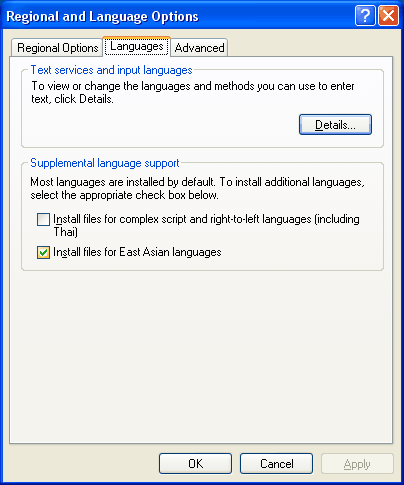 Regional and Language Options
Regional Options
Languages
Advanced
Text services and input languages
To view or change the languages and methods you can use to enter
text, click Details.
Details...
Supplemental language support
Most languages are installed by default. To install additional languages,
select the appropriate check box below.
Install files for complex script and right-to-left languages (including
Thai)
Install files for East Asian languages
OK
Cancel
Apply